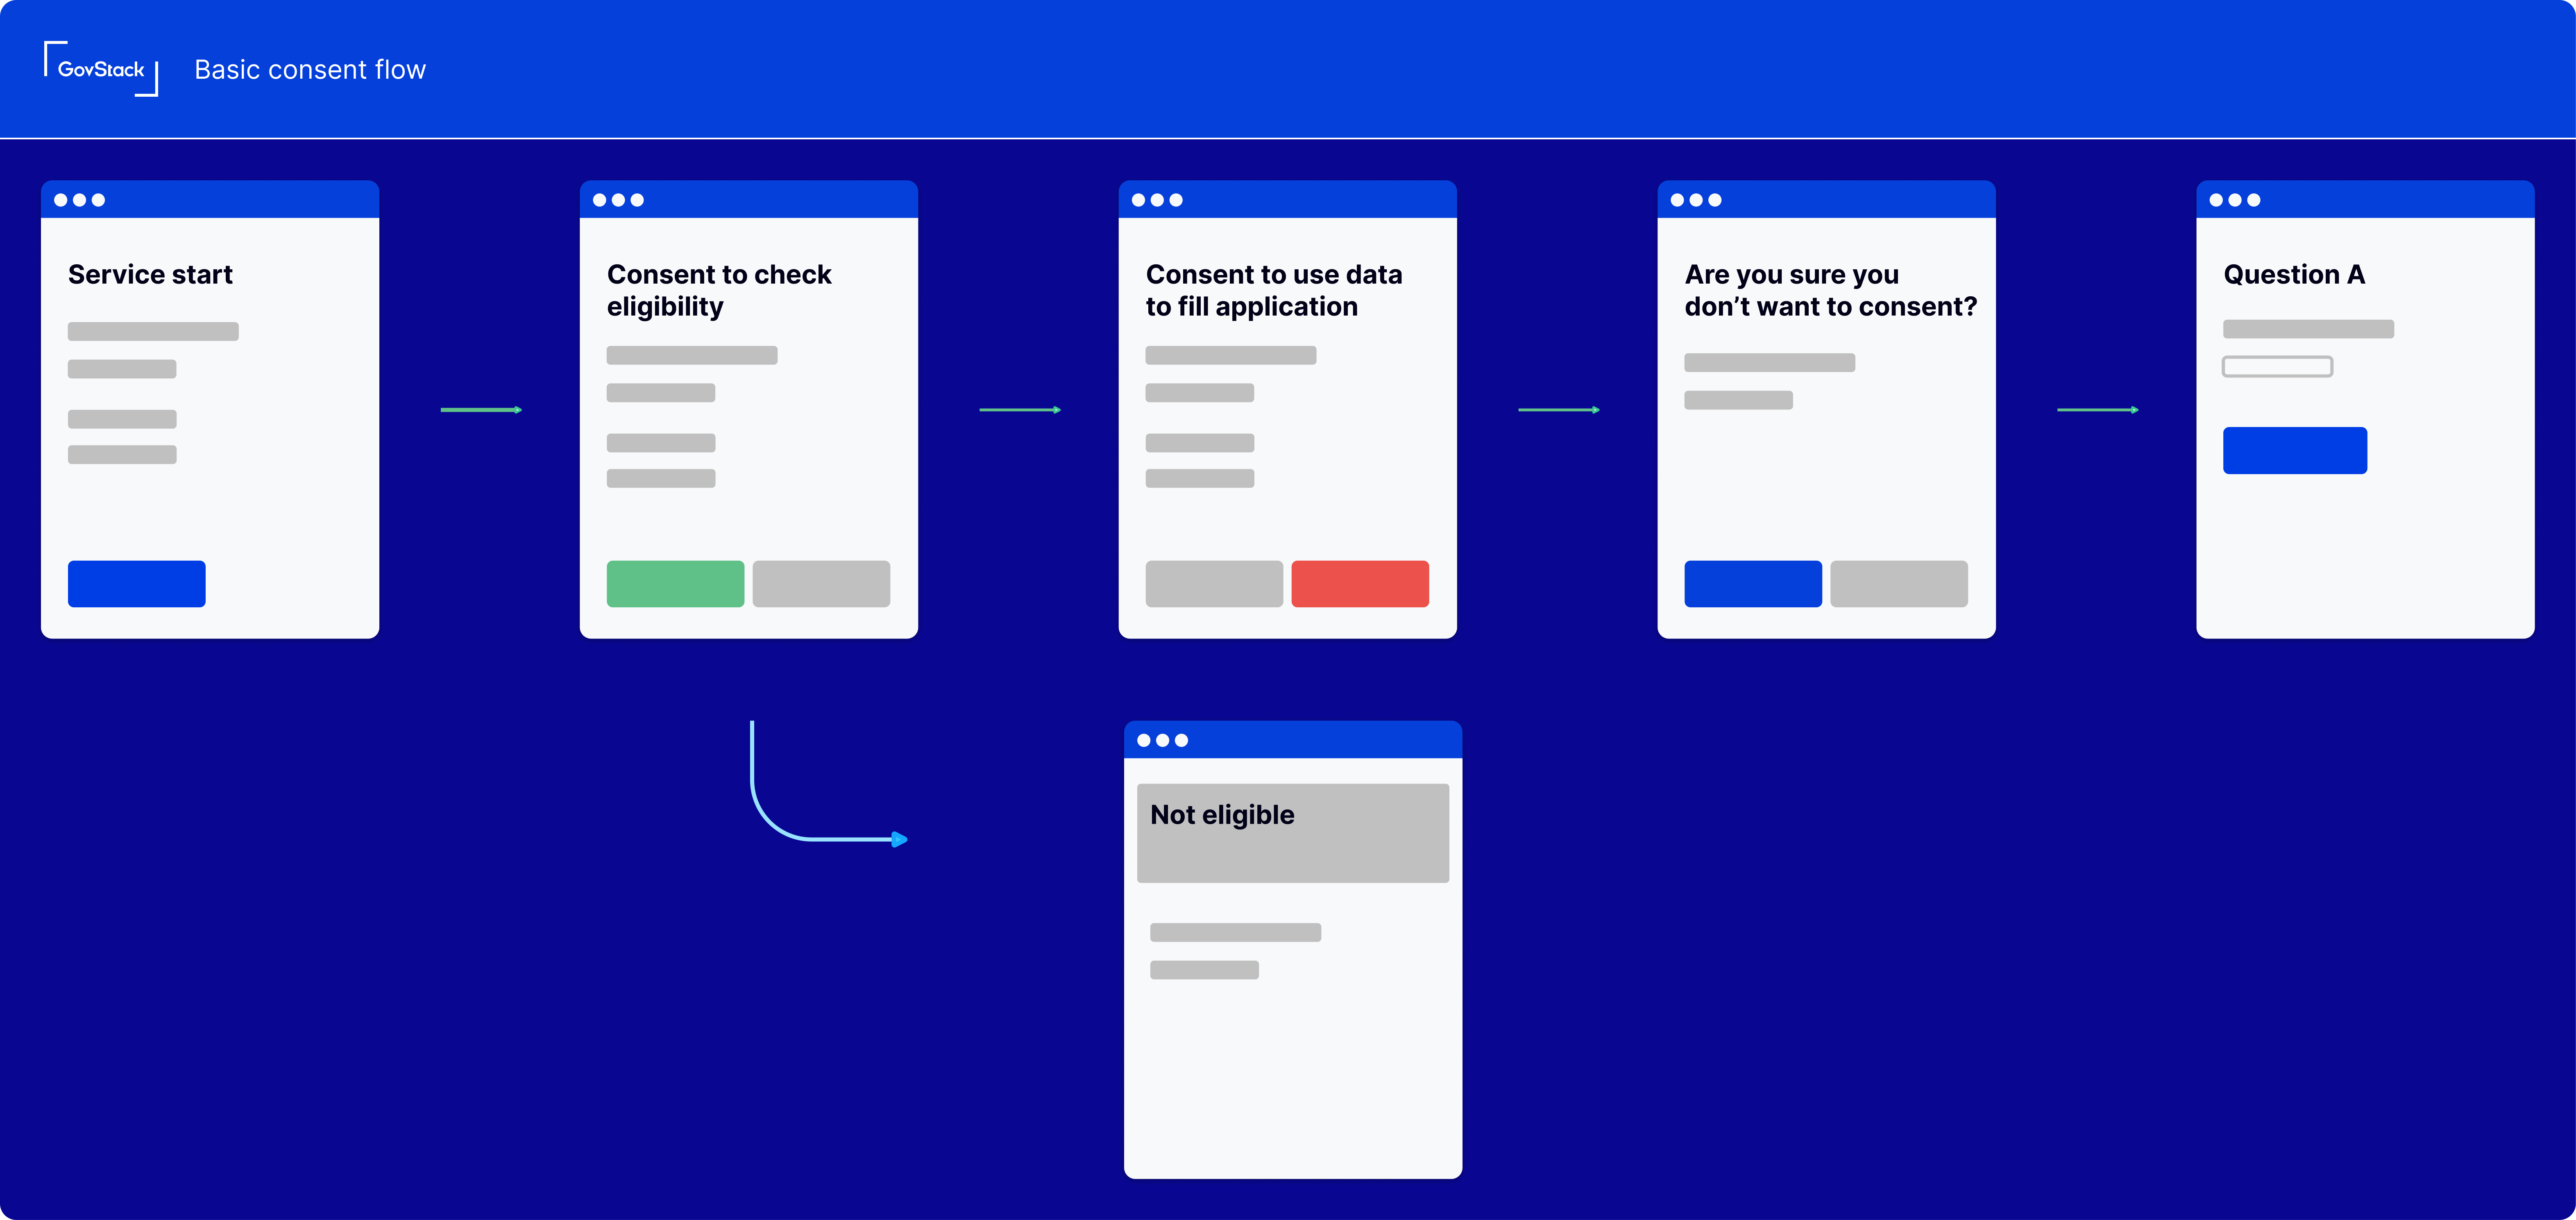 GovStack
Basic consent flow
Service start
Consent to check
eligibility
Consent to use data
to fill application
Are you sure you
don’t want to consent?
Question A
Not eligible